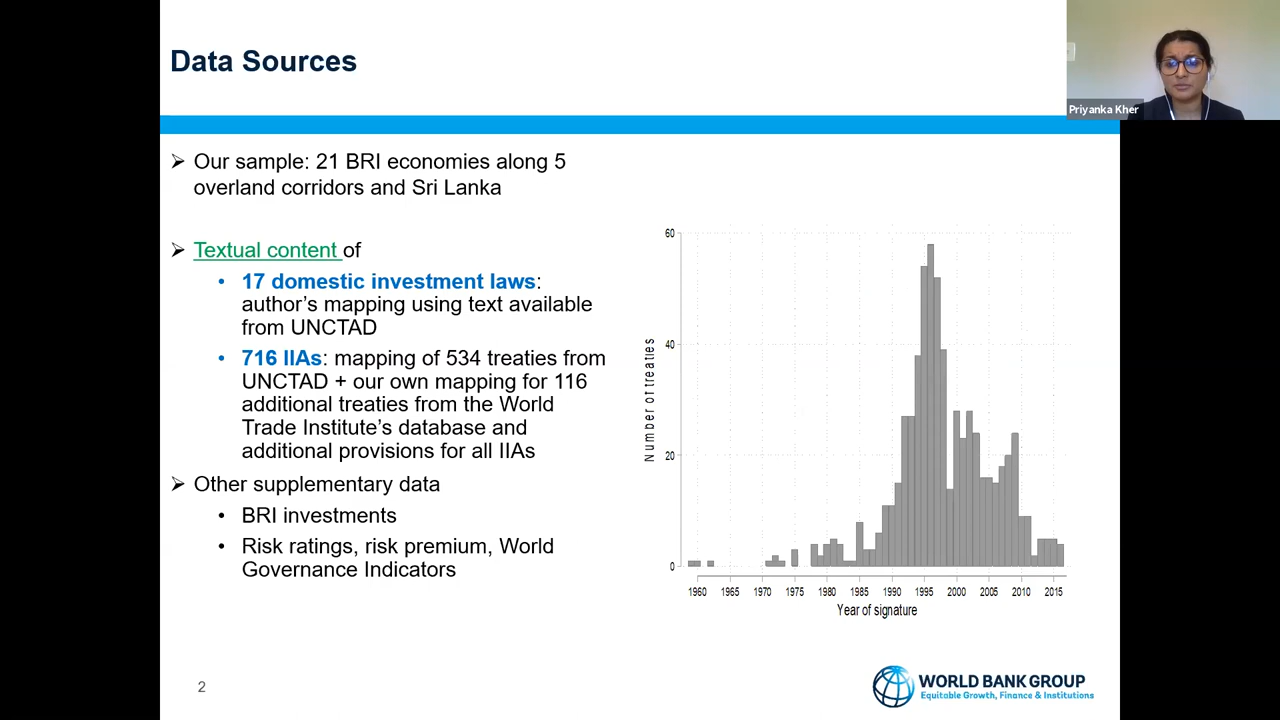 Data Sources
Priyanka Kher
➢ Our sample: 21 BRI economies along 5
overland corridors and Sri Lanka
➢ Textual content of
• 17 domestic investment laws:
author's mapping using text available
from UNCTAD
• 716 IIAs: mapping of 534 treaties from
UNCTAD + our own mapping for 116
additional treaties from the World
Trade Institute's database and
additional provisions for all IIAs
➢ Other supplementary data
• BRI investments
• Risk ratings, risk premium, World
Governance Indicators
Number of treaties
60
40
20
0
1960 1965 1970 1975 1980 1985 1990 1995 2000 2005 2010 2015
Year of signature
2
WORLD BANK GROUP
Equitable Growth, Finance & Institutions